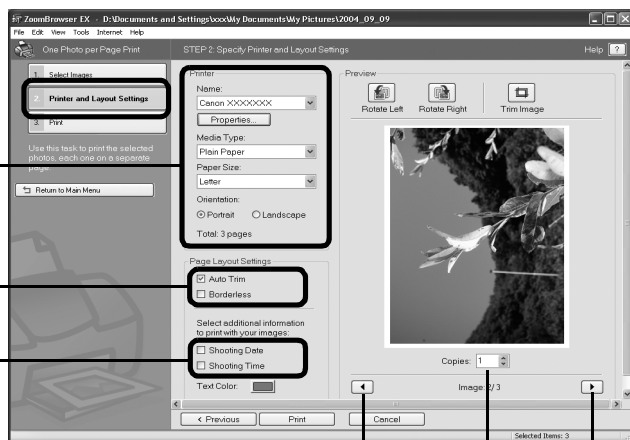 ZoomBrowser EX - D:\Documents and Settings\xxx\My Documents\My Pictures\2004_09_09
File Edit View Tools Internet Help
One Photo per Page Print
STEP 2: Specify Printer and Layout Settings
Help ?
1. Select Images
2. Printer and Layout Settings
3. Print
Use this task to print the selected
photos, each one on a separate
page.
Return to Main Menu
Printer
Name:
Canon XXXXXXX
Properties...
Media Type:
Plain Paper
Paper Size:
Letter
Orientation:
Portrait Landscape
Total: 3 pages
Page Layout Settings
Auto Trim
Borderless
Select additional information
to print with your images:
Shooting Date
Shooting Time
Text Color:
Preview
Rotate Left Rotate Right Trim Image
Copies: 1
Image: 2/ 3
< Previous Print Cancel
Selected Items: 3